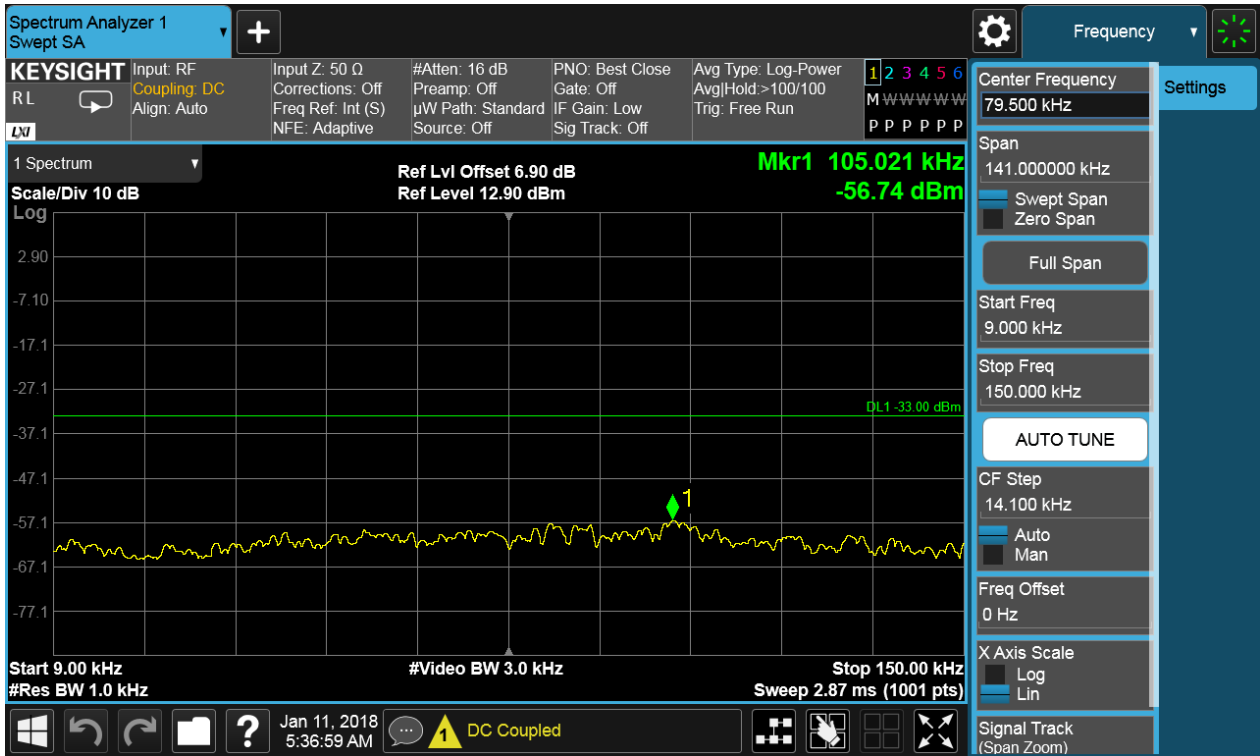 Spectrum Analyzer 1
Swept SA
Frequency
KEYSIGHT
R L
LXI
Input: RF
Coupling: DC
Align: Auto
Input Z: 50 Ω
Corrections: Off
Freq Ref: Int (S)
NFE: Adaptive
#Atten: 16 dB
Preamp: Off
µW Path: Standard
Source: Off
PNO: Best Close
Gate: Off
IF Gain: Low
Sig Track: Off
Avg Type: Log-Power
Avg|Hold:>100/100
Trig: Free Run
1 2 3 4 5 6
M W W W W W
P P P P P P
1 Spectrum
Scale/Div 10 dB
Log
Ref Lvl Offset 6.90 dB
Ref Level 12.90 dBm
Mkr1 105.021 kHz
-56.74 dBm
2.90
-7.10
-17.1
-27.1
DL1 -33.00 dBm
-37.1
-47.1
1
-57.1
-67.1
-77.1
Start 9.00 kHz
#Video BW 3.0 kHz
Stop 150.00 kHz
#Res BW 1.0 kHz
Sweep 2.87 ms (1001 pts)
Center Frequency
79.500 kHz
Settings
Span
141.000000 kHz
Swept Span
Zero Span
Full Span
Start Freq
9.000 kHz
Stop Freq
150.000 kHz
AUTO TUNE
CF Step
14.100 kHz
Auto
Man
Freq Offset
0 Hz
X Axis Scale
Log
Lin
Signal Track
(Span Zoom)
?
Jan 11, 2018
5:36:59 AM
1
DC Coupled